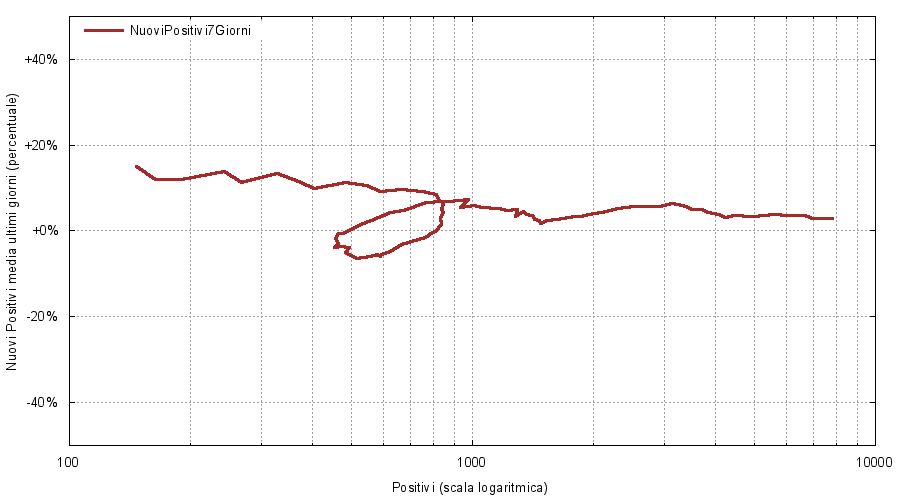 NuoviPositivi7Giorni
+40%
+20%
+0%
-20%
-40%
Nuovi Positivi media ultimi giorni (percentuale)
100
1000
10000
Positivi (scala logaritmica)